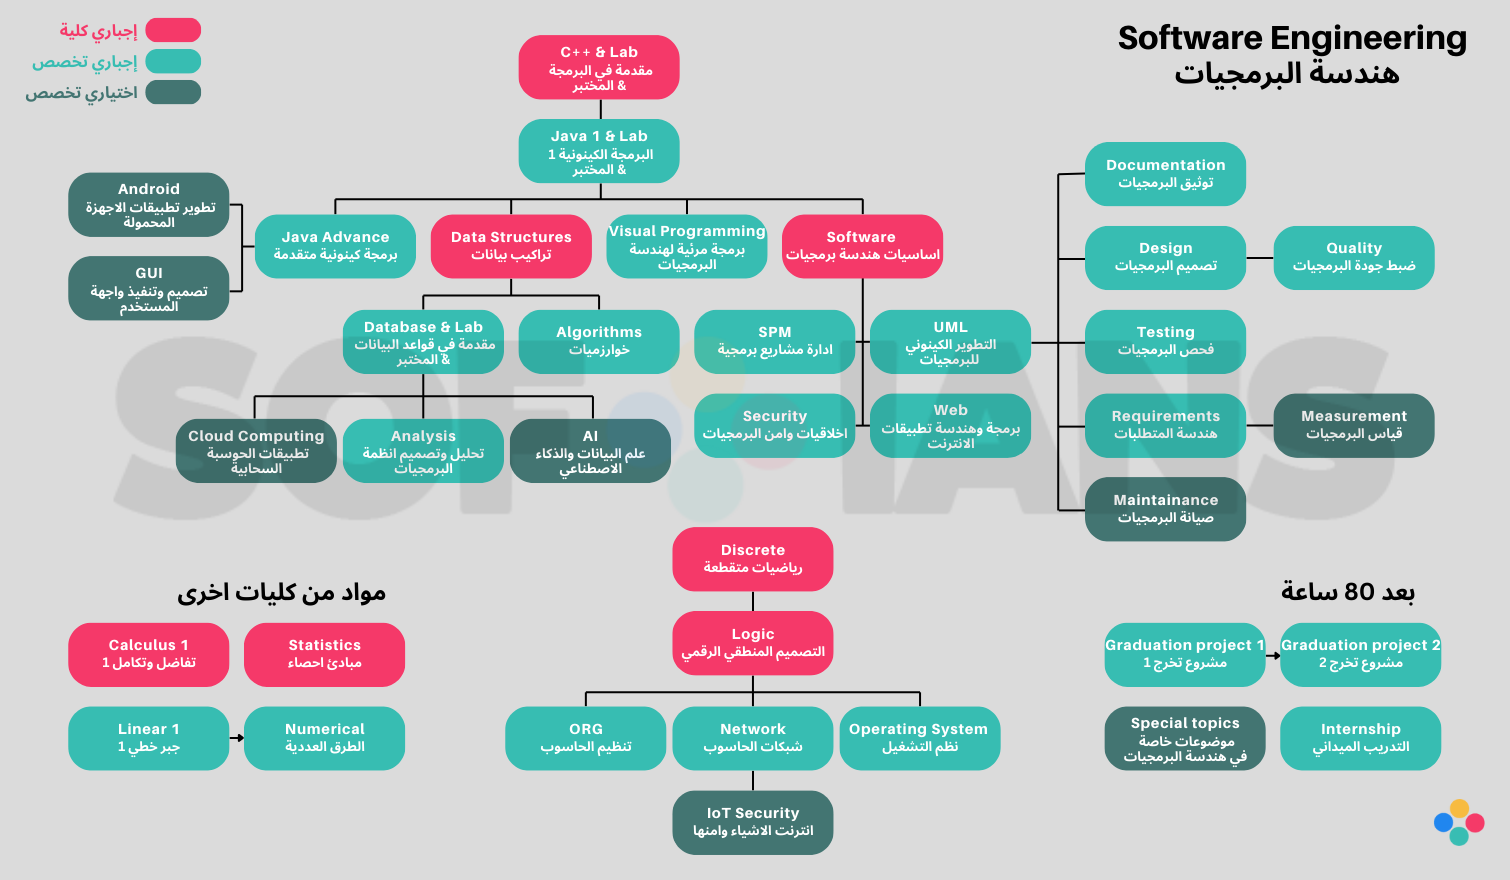 Software Engineering
هندسة البرمجيات
إجباري كلية
إجباري تخصص
اختياري تخصص
C++ & Lab
مقدمة في البرمجة
& المختبر
Java 1 & Lab
البرمجة الكينونية 1
& المختبر
Android
تطوير تطبيقات الاجهزة
المحمولة
GUI
تصميم وتنفيذ واجهة
المستخدم
Java Advance
برمجة كينونية متقدمة
Data Structures
تراكيب بيانات
Visual Programming
برمجة مرئية لهندسة
البرمجيات
Software
اساسيات هندسة برمجيات
Database & Lab
مقدمة في قواعد البيانات
& المختبر
Algorithms
خوارزميات
SPM
ادارة مشاريع برمجية
UML
التطوير الكينوني
للبرمجيات
Security
اخلاقيات وامن البرمجيات
Web
برمجة وهندسة تطبيقات
الانترنت
Cloud Computing
تطبيقات الحوسبة
السحابية
Analysis
تحليل وتصميم انظمة
البرمجيات
AI
علم البيانات والذكاء
الاصطناعي
Documentation
توثيق البرمجيات
Design
تصميم البرمجيات
Quality
ضبط جودة البرمجيات
Testing
فحص البرمجيات
Requirements
هندسة المتطلبات
Measurement
قياس البرمجيات
Maintainance
صيانة البرمجيات
SOF IANS
Discrete
رياضيات متقطعة
Logic
التصميم المنطقي الرقمي
ORG
تنظيم الحاسوب
Network
شبكات الحاسوب
Operating System
نظم التشغيل
IoT Security
انترنت الاشياء وامنها
مواد من كليات اخرى
Calculus 1
تفاضل وتكامل 1
Statistics
مبادئ احصاء
Linear 1
جبر خطي 1
Numerical
الطرق العددية
بعد 80 ساعة
Graduation project 1
مشروع تخرج 1
Graduation project 2
مشروع تخرج 2
Special topics
موضوعات خاصة
في هندسة البرمجيات
Internship
التدريب الميداني